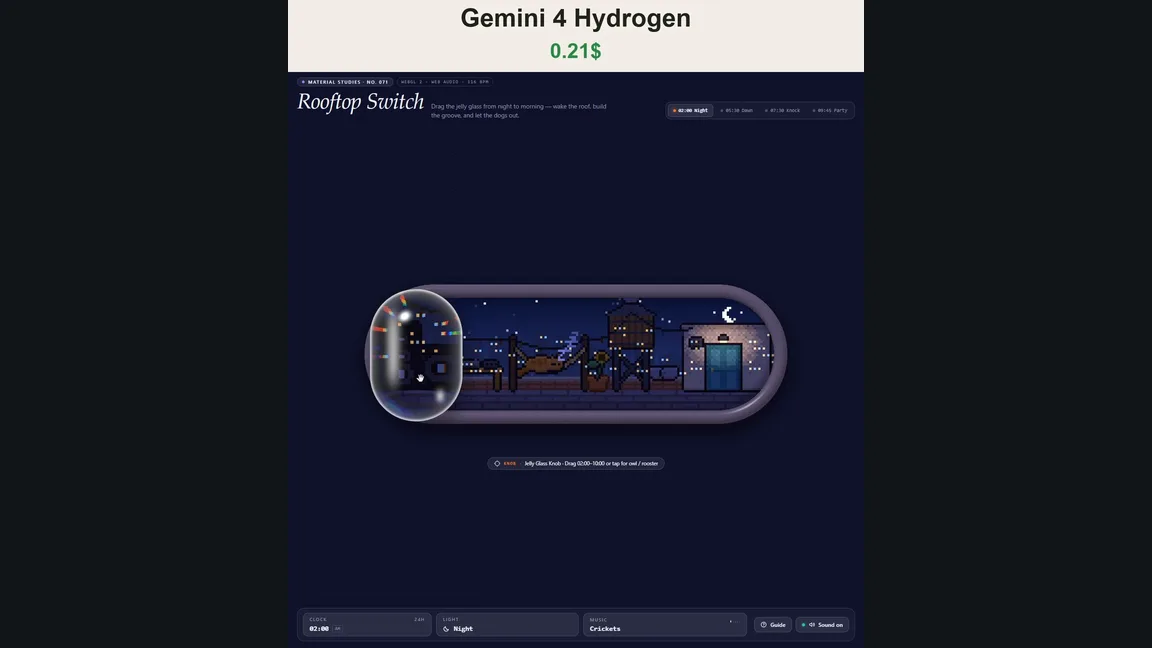 Gemini 4 Hydrogen
0.21$
MATERIAL STUDIES · NO. 071
WEBGL 2 · WEB AUDIO · 116 BPM
Rooftop Switch
Drag the jelly glass from night to morning — wake the roof, build
the groove, and let the dogs out.
02:00 Night
05:30 Dawn
07:30 Knock
09:45 Party
KNOB
Jelly Glass Knob · Drag 02:00–10:00 or tap for owl / rooster
CLOCK
24H
02:00
LIGHT
Night
MUSIC
Crickets
Guide
Sound on